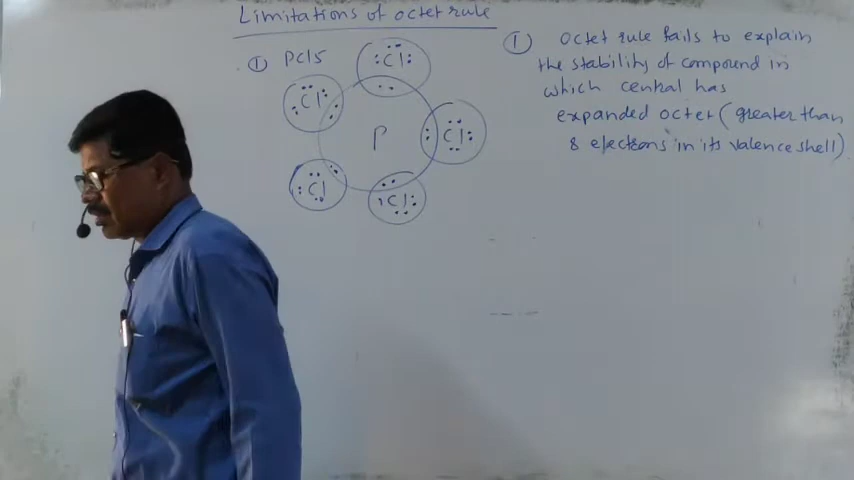 Limitations of octet rule
① PCl5
Cl
Cl
P
Cl
Cl
Cl
① Octet rule fails to explain
the stability of compound in
which central has
expanded octet (greater than
8 electrons in its valence shell)